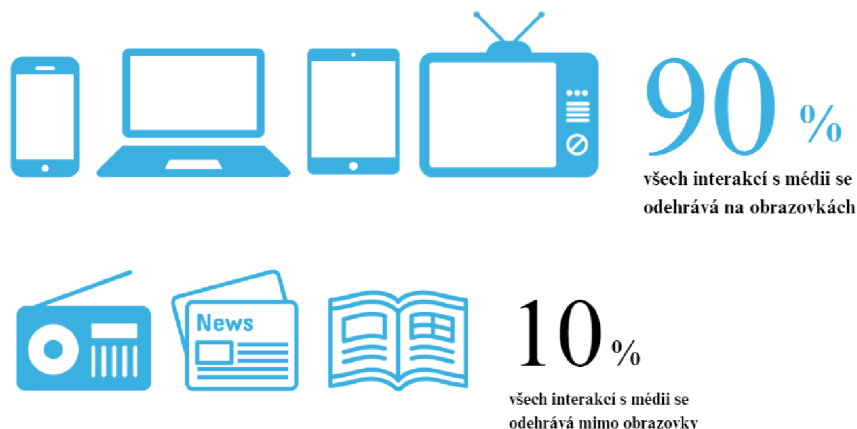 90 %
všech interakcí s médii se
odehrává na obrazovkách
News
10 %
všech interakcí s médii se
odehrává mimo obrazovky